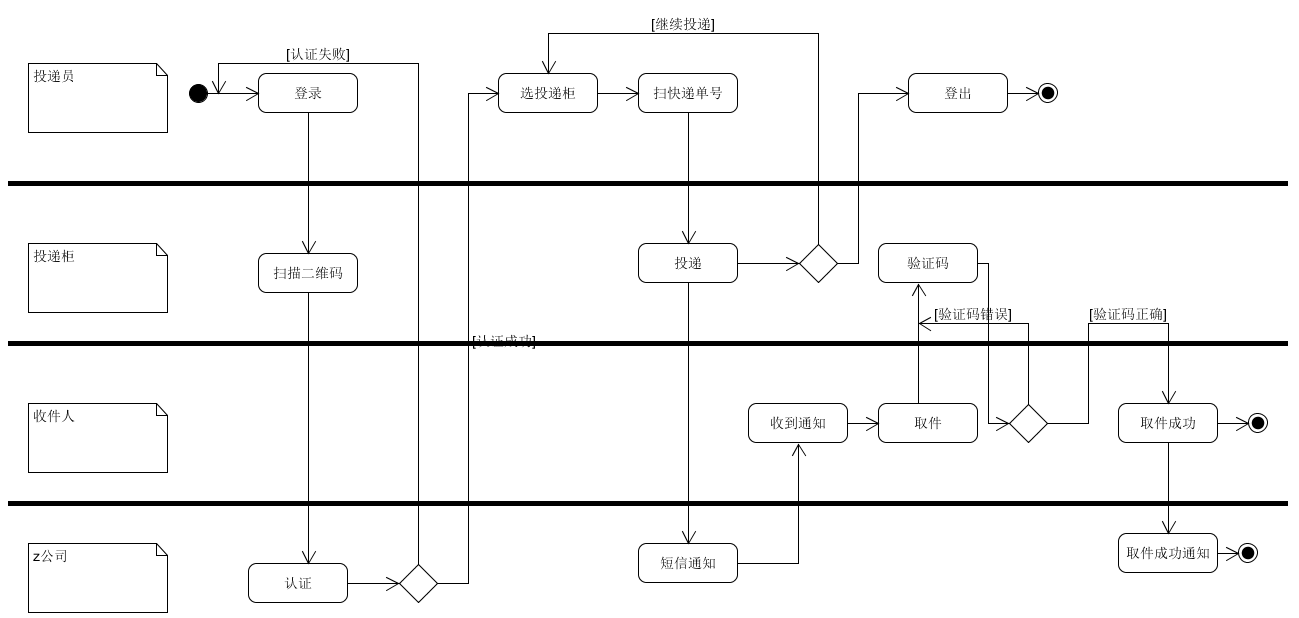 [继续投递]
[认证失败]
投递员
登录
选投递柜
扫快递单号
登出
投递柜
扫描二维码
投递
验证码
[验证码错误]
[验证码正确]
[认证成功]
收件人
收到通知
取件
取件成功
z公司
认证
短信通知
取件成功通知